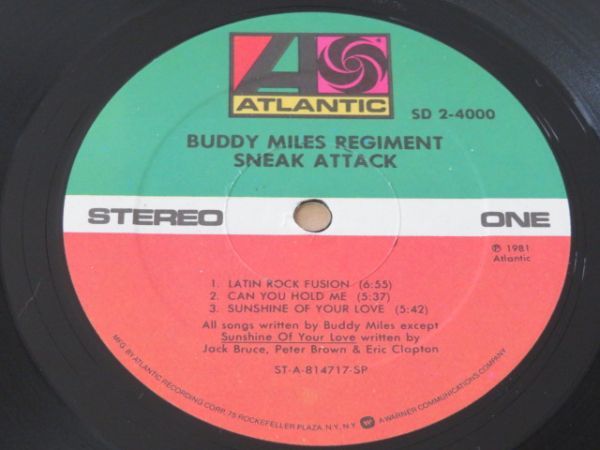 ATLANTIC
SD 2-4000
BUDDY MILES REGIMENT
SNEAK ATTACK
STEREO
ONE
℗ 1981
Atlantic
1. LATIN ROCK FUSION (6:55)
2. CAN YOU HOLD ME (5:37)
3. SUNSHINE OF YOUR LOVE (5:42)
All songs written by Buddy Miles except
Sunshine Of Your Love written by
Jack Bruce, Peter Brown & Eric Clapton
ST-A-814717-SP
MFG BY ATLANTIC RECORDING CORP., 75 ROCKEFELLER PLAZA, N.Y., N.Y. A WARNER COMMUNICATIONS COMPANY